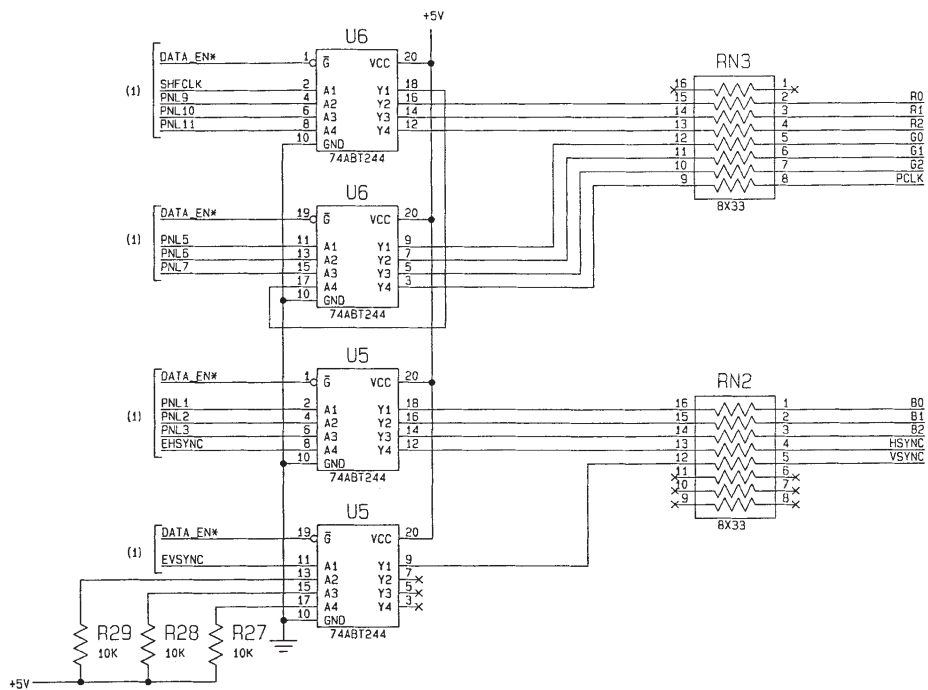 +5V
U6
DATA_EN* 1 G VCC 20
(1)
SHFCLK 2 A1 Y1 18
PNL9 4 A2 Y2 16
PNL10 6 A3 Y3 14
PNL11 8 A4 Y4 12
10 GND
74ABT244
RN3
16 1
15 2 R0
14 3 R1
13 4 R2
12 5 G0
11 6 G1
10 7 G2
9 8 PCLK
8X33
U6
DATA_EN* 19 G VCC 20
(1)
PNL5 11 A1 Y1 9
PNL6 13 A2 Y2 7
PNL7 15 A3 Y3 5
17 A4 Y4 3
10 GND
74ABT244
U5
DATA_EN* 1 G VCC 20
(1)
PNL1 2 A1 Y1 18
PNL2 4 A2 Y2 16
PNL3 6 A3 Y3 14
EHSYNC 8 A4 Y4 12
10 GND
74ABT244
RN2
16 1 B0
15 2 B1
14 3 B2
13 4 HSYNC
12 5 VSYNC
11 6
10 7
9 8
8X33
U5
DATA_EN* 19 G VCC 20
(1)
EVSYNC 11 A1 Y1 9
13 A2 Y2 7
15 A3 Y3 5
17 A4 Y4 3
10 GND
74ABT244
R29 R28 R27
10K 10K 10K
+5V